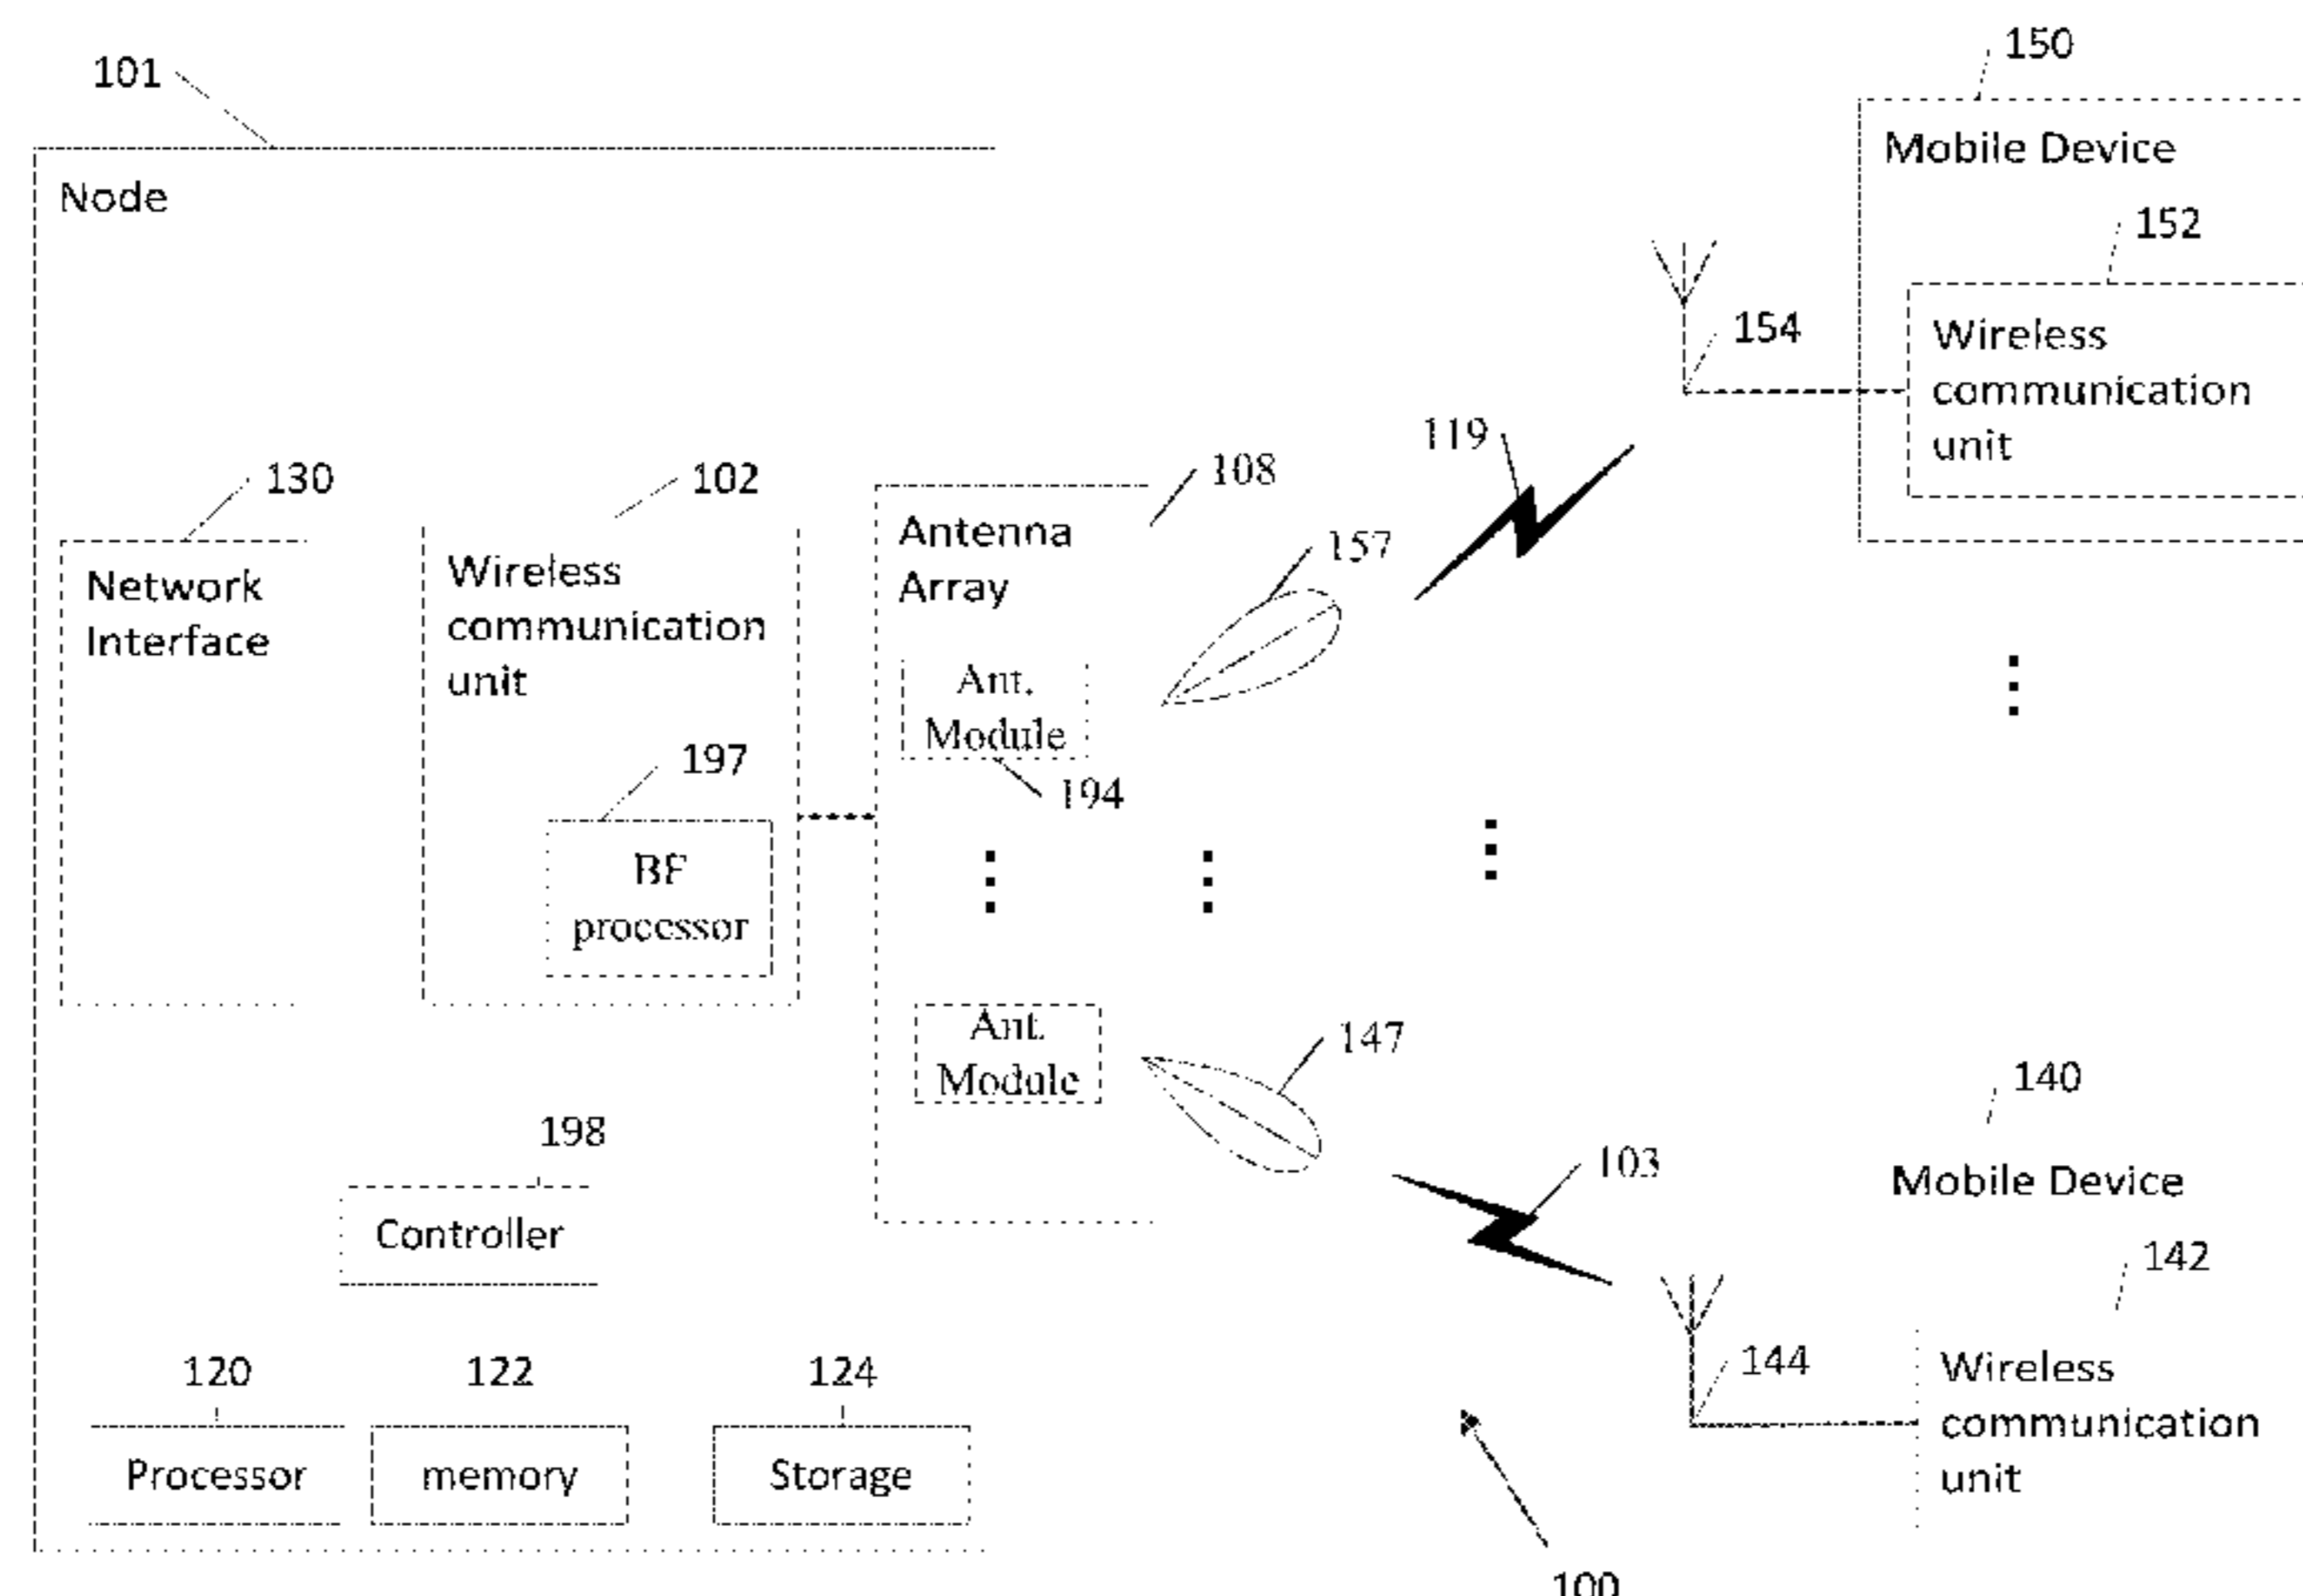 101
Node
130
Network
Interface
102
Wireless
communication
unit
197
BF
processor
108
Antenna
Array
Ant.
Module
194
Ant.
Module
157
119
147
103
198
Controller
120
Processor
122
memory
124
Storage
150
Mobile Device
152
Wireless
communication
unit
154
140
Mobile Device
142
Wireless
communication
unit
144
100